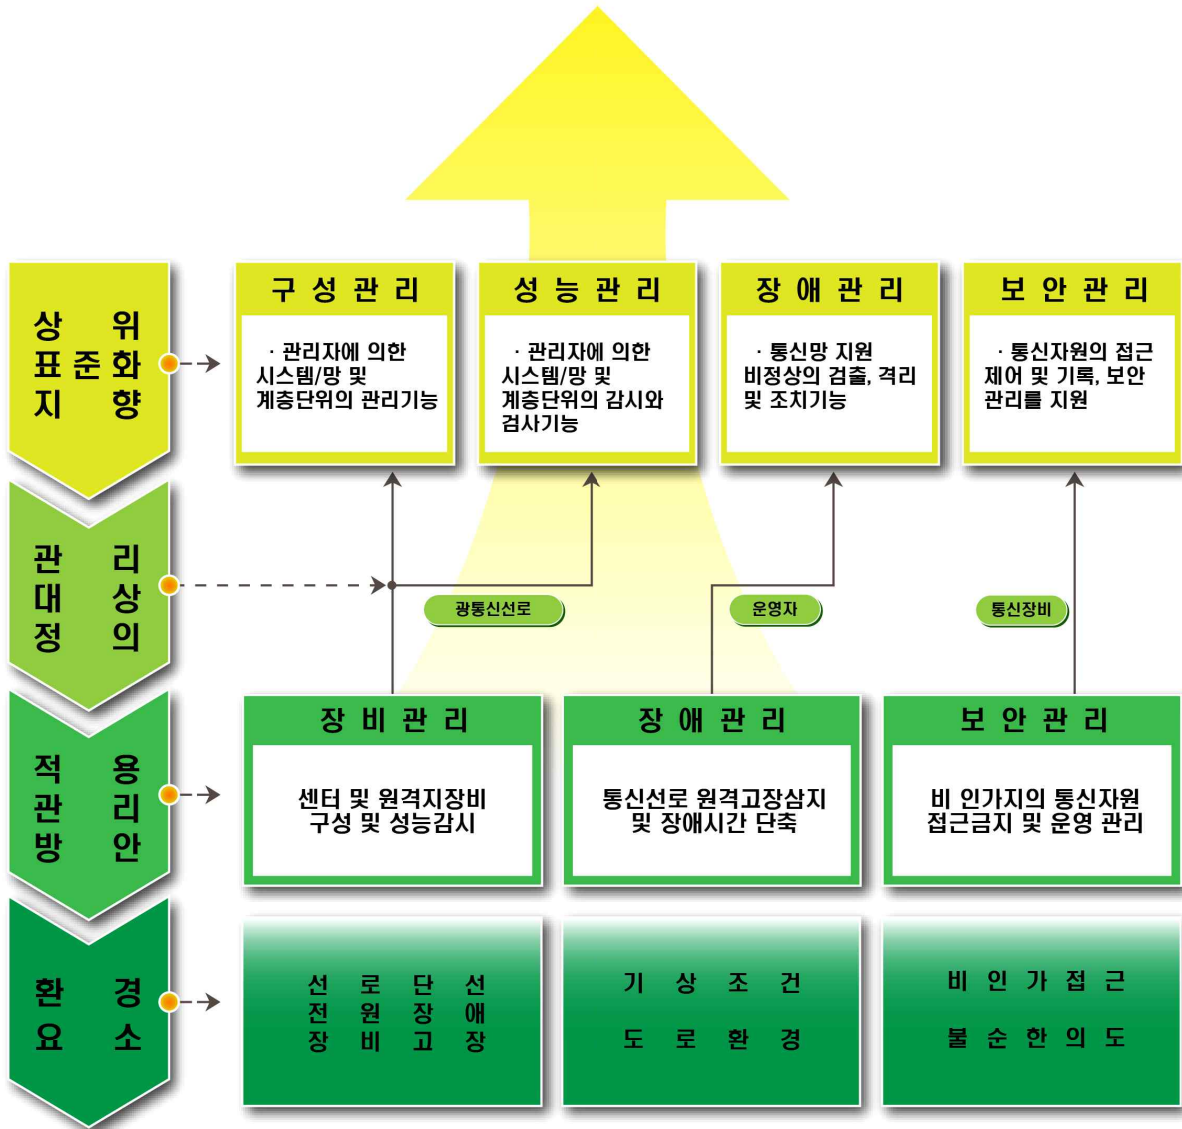 상 위
표 준 화
지 향
구 성 관 리
· 관리자에 의한
시스템/망 및
계층단위의 관리기능
성 능 관 리
· 관리자에 의한
시스템/망 및
계층단위의 감시와
검사기능
장 애 관 리
· 통신망 지원
비정상의 검출, 격리
및 조치기능
보 안 관 리
· 통신자원의 접근
제어 및 기록, 보안
관리를 지원
관 리
대 상
정 의
광통신선로
운영자
통신장비
적 용
관 리
방 안
장 비 관 리
센터 및 원격지장비
구성 및 성능감시
장 애 관 리
통신선로 원격고장삼지
및 장애시간 단축
보 안 관 리
비 인가지의 통신자원
접근금지 및 운영 관리
환 경
요 소
선 로 단 선
전 원 장 애
장 비 고 장
기 상 조 건
도 로 환 경
비 인 가 접 근
불 순 한 의 도